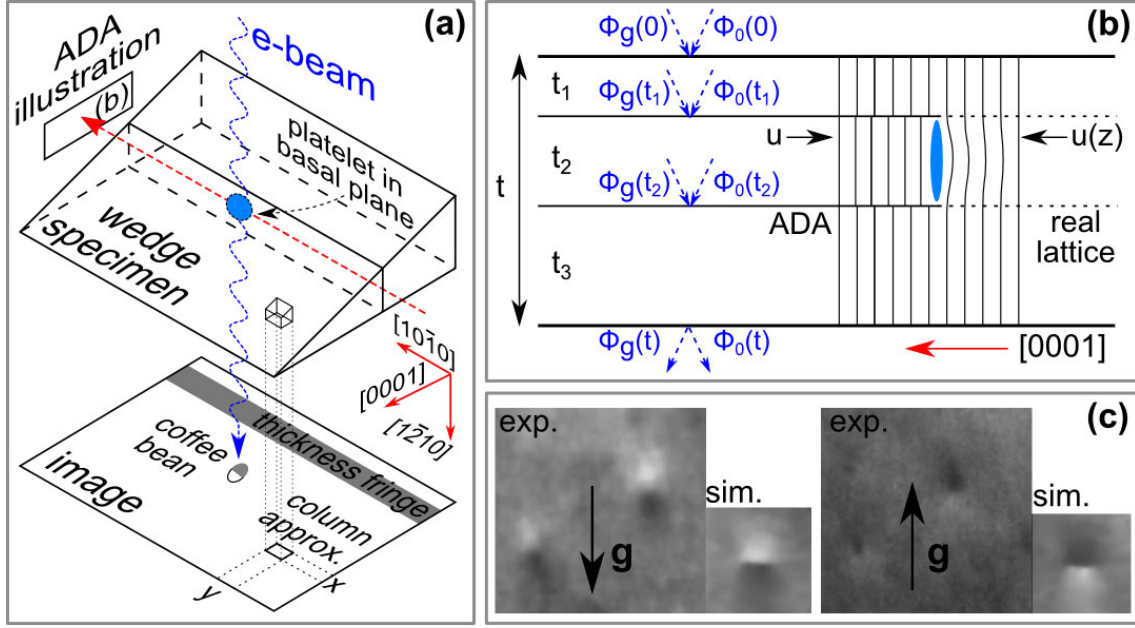 (a)
ADA
illustration
(b)
e-beam
platelet in
basal plane
wedge
specimen
[101̄0]
[0001]
[12̄10]
thickness fringe
coffee
bean
image
column
approx.
y
x
(b)
Φg(0) Φ0(0)
t1
Φg(t1) Φ0(t1)
u
u(z)
t
t2
Φg(t2) Φ0(t2)
ADA
real
lattice
t3
Φg(t) Φ0(t)
[0001]
(c)
exp.
g
sim.
exp.
g
sim.